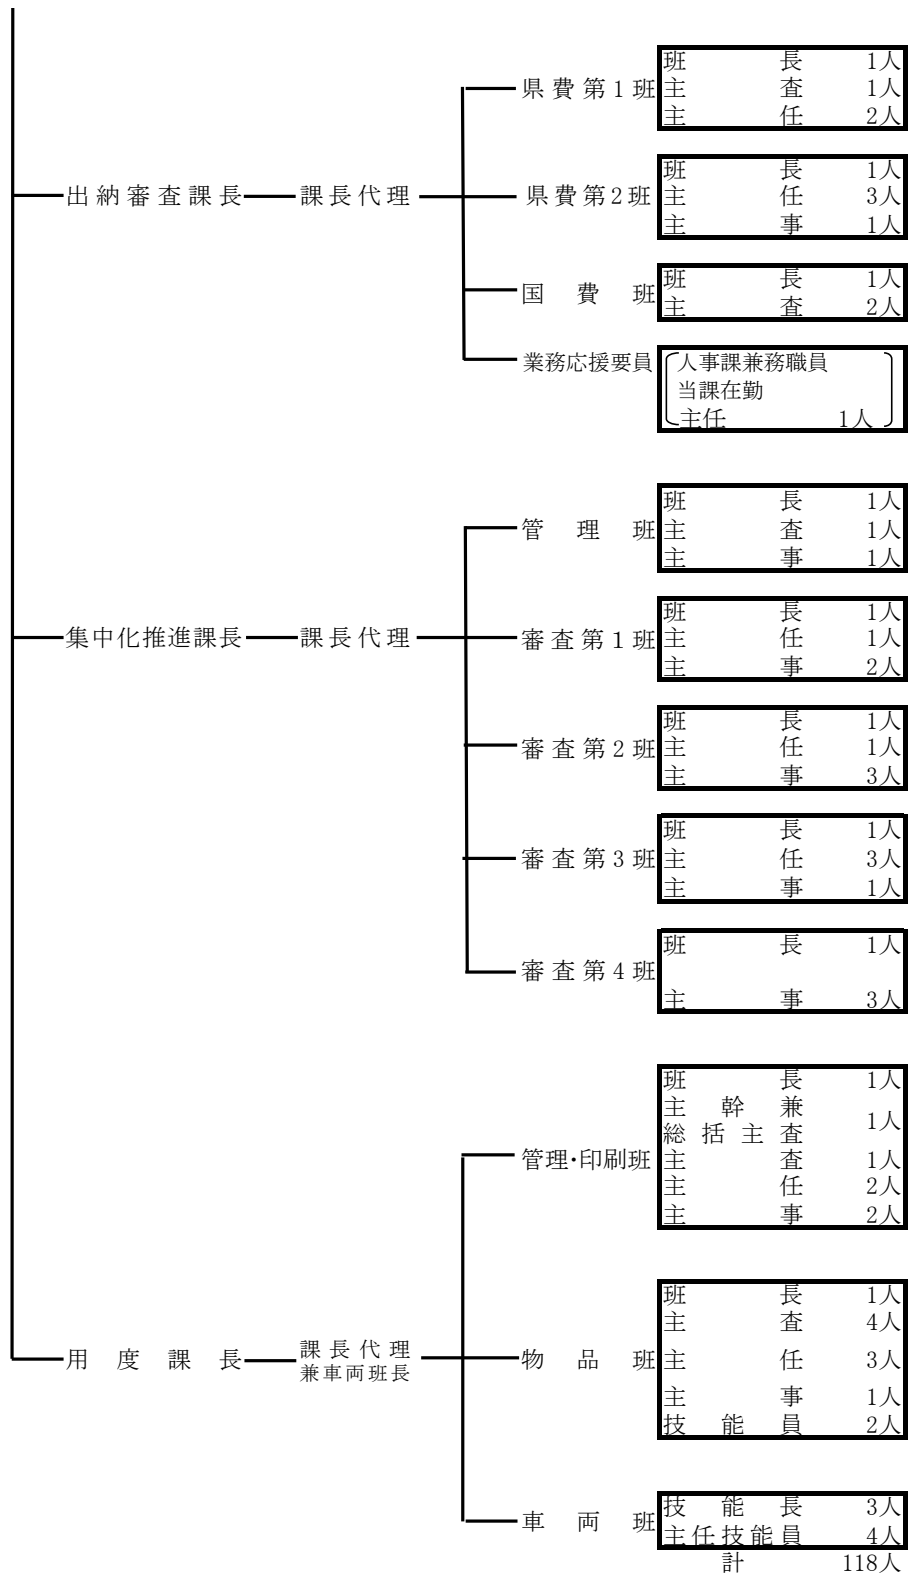 県費第1班
班長 1人
主査 1人
主任 2人
出納審査課長 課長代理 県費第2班
班長 1人
主任 3人
主事 1人
国費班
班長 1人
主査 2人
業務応援要員
人事課兼務職員
当課在勤
主任 1人
管理班
班長 1人
主査 1人
主事 1人
集中化推進課長 課長代理 審査第1班
班長 1人
主任 1人
主事 2人
審査第2班
班長 1人
主任 1人
主事 3人
審査第3班
班長 1人
主任 3人
主事 1人
審査第4班
班長 1人
主事 3人
管理・印刷班
班長 1人
主幹兼
総括主査 1人
主査 1人
主任 2人
主事 2人
用度課長 課長代理
兼車両班長
物品班
班長 1人
主査 4人
主任 3人
主事 1人
技能員 2人
車両班
技能長 3人
主任技能員 4人
計 118人